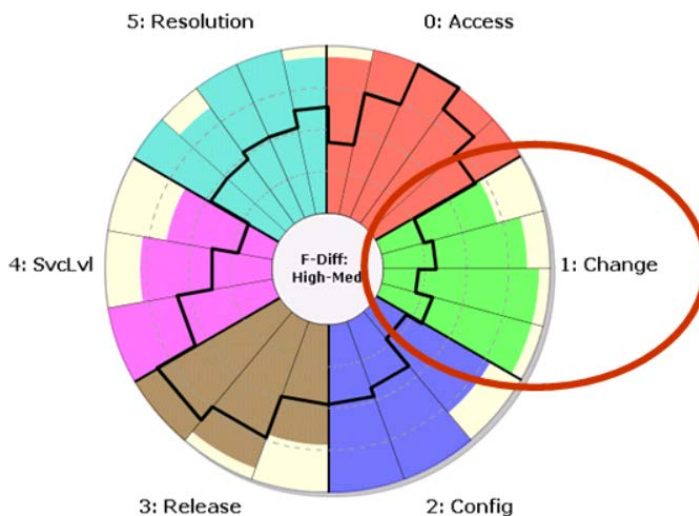 5: Resolution
0: Access
4: SvcLvl
F-Diff:
High-Med
1: Change
3: Release
2: Config